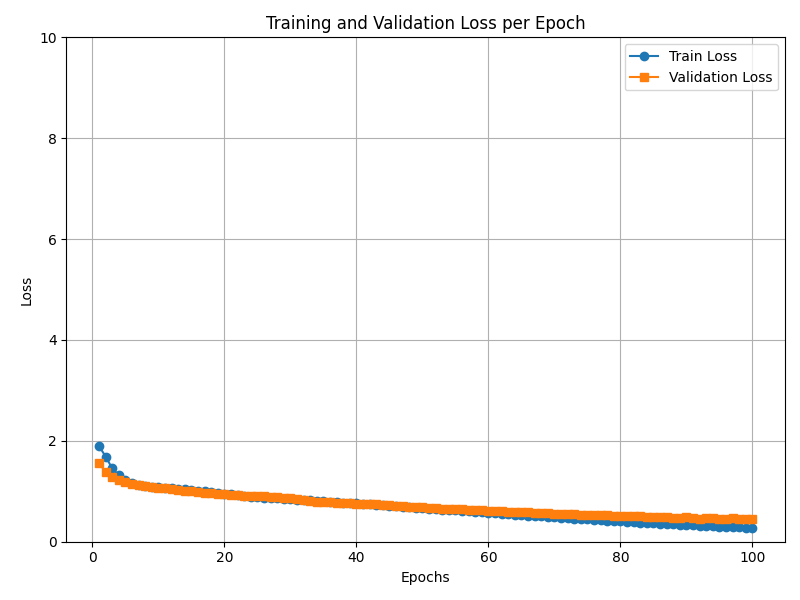 Training and Validation Loss per Epoch
10
8
6
4
2
0
Loss
Train Loss
Validation Loss
0 20 40 60 80 100
Epochs